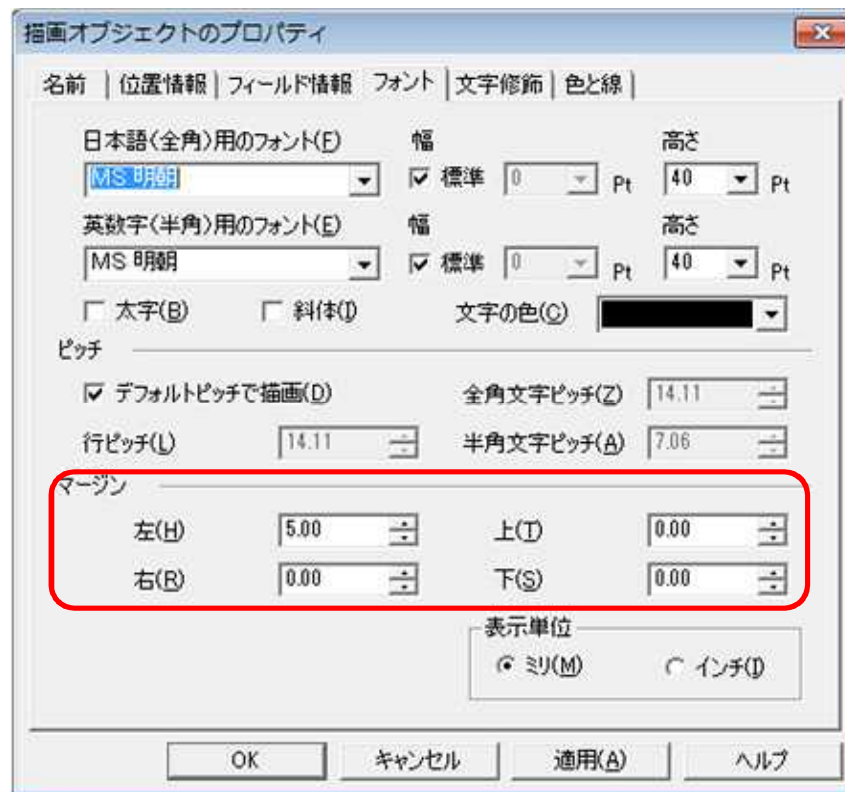 描画オブジェクトのプロパティ
名前 位置情報 フィールド情報 フォント 文字修飾 色と線
日本語(全角)用のフォント(F) 幅 高さ
MS 明朝 標準 0 Pt 40 Pt
英数字(半角)用のフォント(E) 幅 高さ
MS 明朝 標準 0 Pt 40 Pt
太字(B) 斜体(I) 文字の色(C)
ピッチ
デフォルトピッチで描画(D) 全角文字ピッチ(Z) 14.11
行ピッチ(L) 14.11 半角文字ピッチ(A) 7.06
マージン
左(H) 5.00 上(T) 0.00
右(R) 0.00 下(S) 0.00
表示単位
ミリ(M) インチ(I)
OK キャンセル 適用(A) ヘルプ